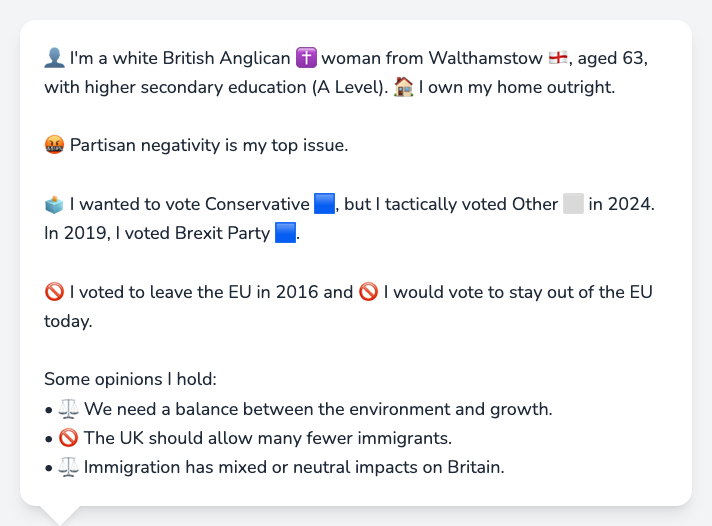 👤 I'm a white British Anglican ✝️ woman from Walthamstow 🏴󠁧󠁢󠁥󠁮󠁧󠁿, aged 63,
with higher secondary education (A Level). 🏠 I own my home outright.
🤬 Partisan negativity is my top issue.
🗳️ I wanted to vote Conservative 🟦, but I tactically voted Other ⬜ in 2024.
In 2019, I voted Brexit Party 🟦.
🚫 I voted to leave the EU in 2016 and 🚫 I would vote to stay out of the EU
today.
Some opinions I hold:
• ⚖️ We need a balance between the environment and growth.
• 🚫 The UK should allow many fewer immigrants.
• ⚖️ Immigration has mixed or neutral impacts on Britain.